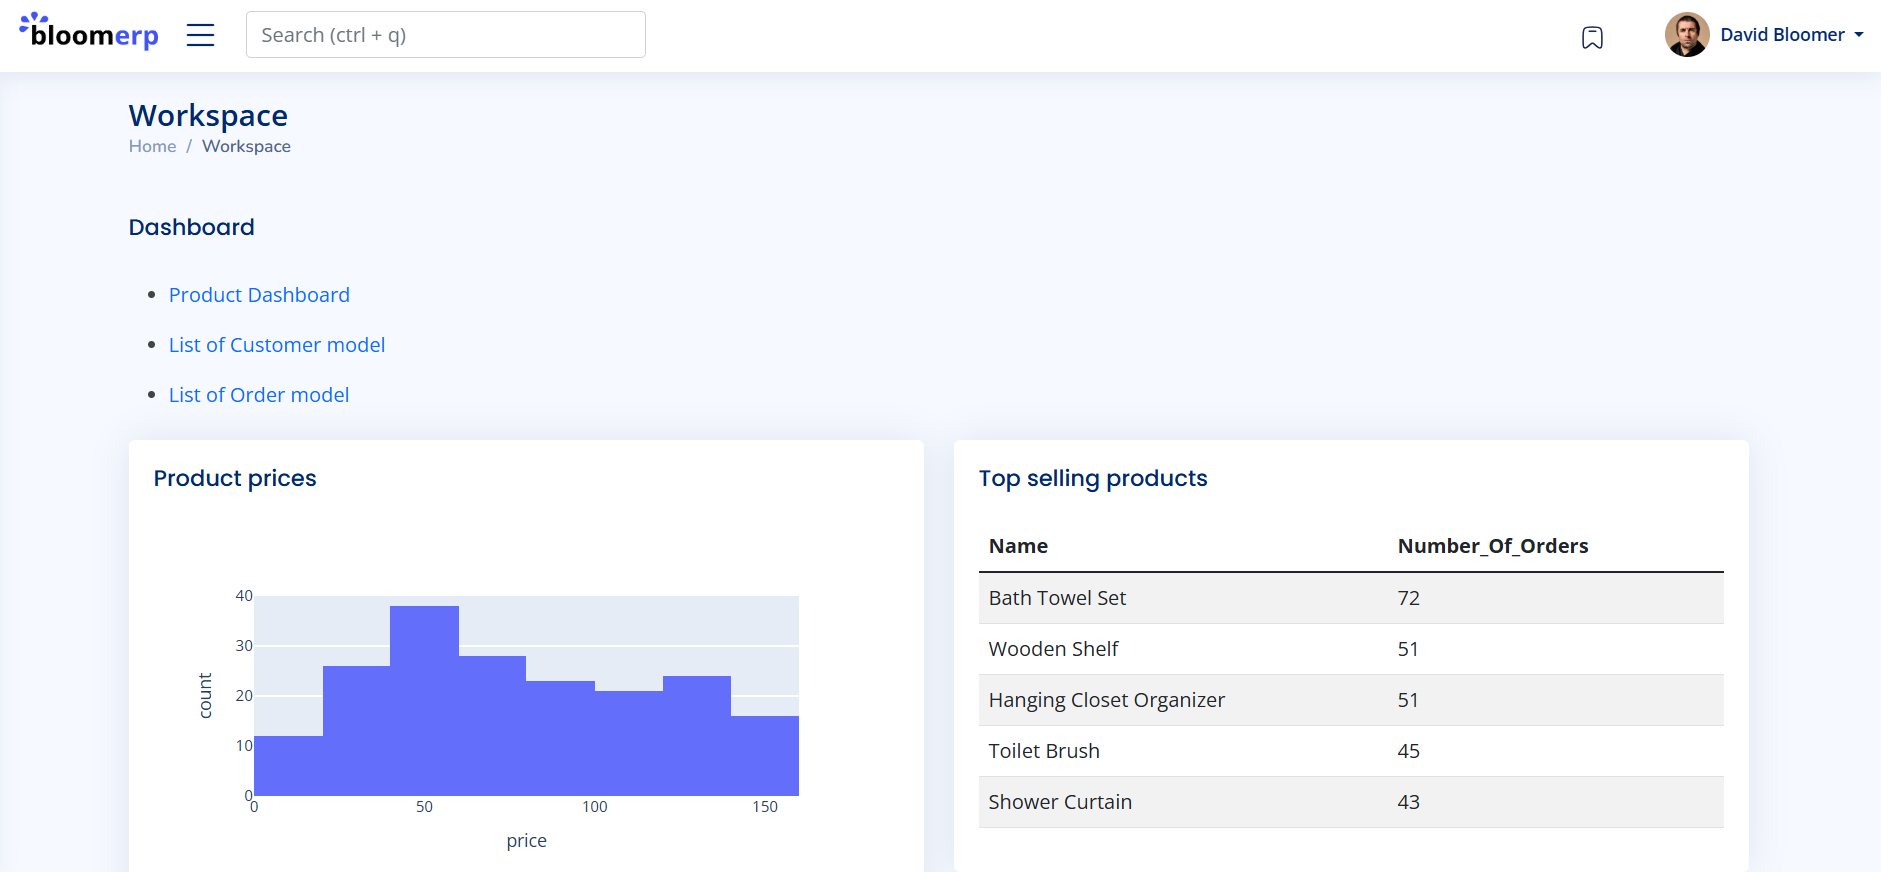 bloomerp
Search (ctrl + q)
David Bloomer
Workspace
Home / Workspace
Dashboard
Product Dashboard
List of Customer model
List of Order model
Product prices
40
30
20
10
0
count
0 50 100 150
price
Top selling products
Name Number_Of_Orders
Bath Towel Set 72
Wooden Shelf 51
Hanging Closet Organizer 51
Toilet Brush 45
Shower Curtain 43